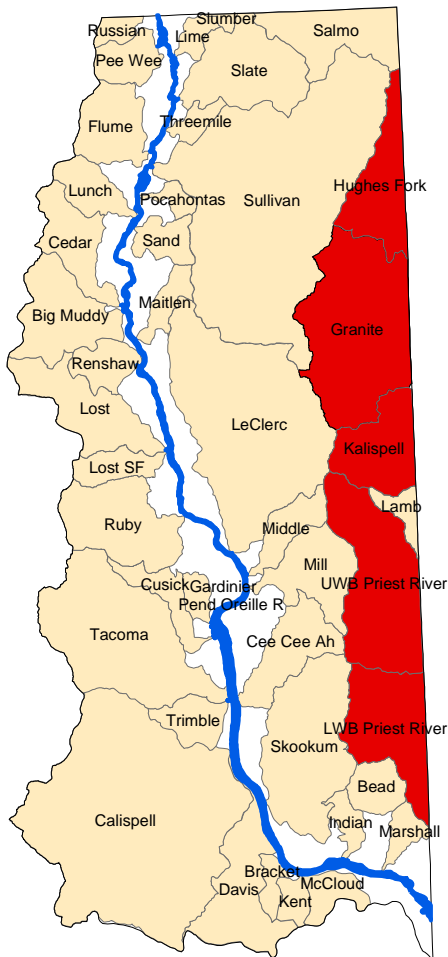 Slumber
Russian
Lime
Salmo
Pee Wee
Slate
Flume
Threemile
Hughes Fork
Lunch
Pocahontas
Sullivan
Cedar
Sand
Maitlen
Big Muddy
Granite
Renshaw
Lost
LeClerc
Kalispell
Lost SF
Lamb
Ruby
Middle
Mill
Cusick
Gardinier
UWB Priest River
Pend Oreille R
Tacoma
Cee Cee Ah
Trimble
LWB Priest River
Skookum
Bead
Calispell
Indian
Marshall
Bracket
McCloud
Davis
Kent